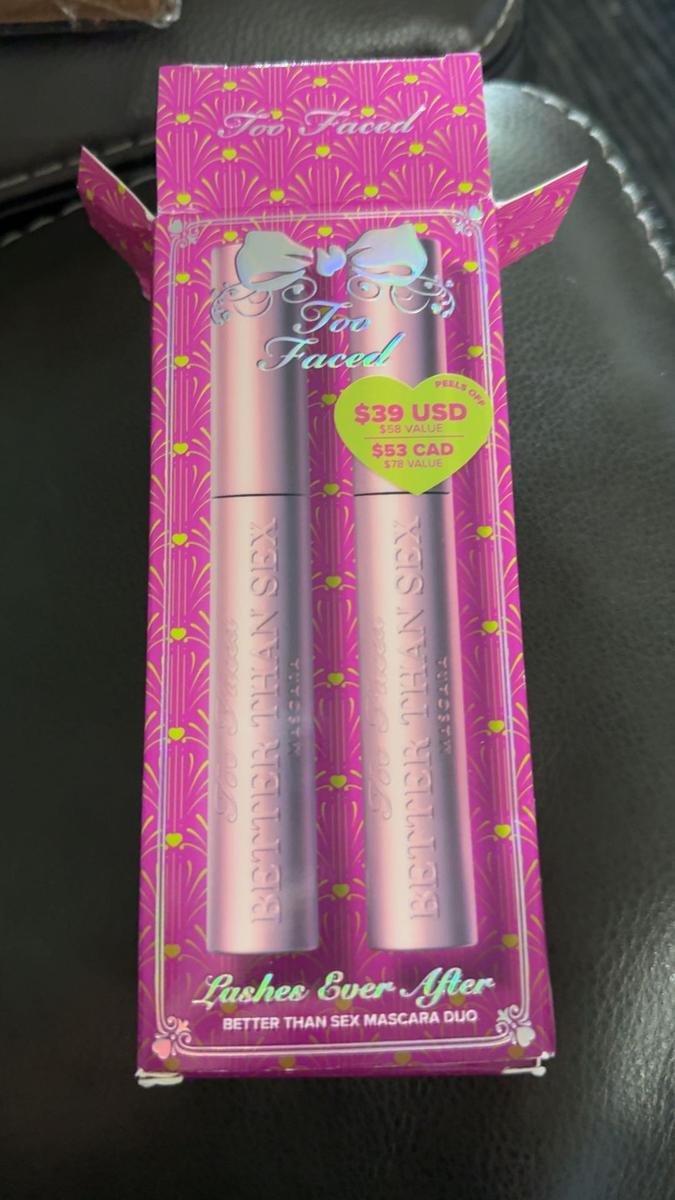 Too Faced
Too
Faced
PEELS OFF
$39 USD
$58 VALUE
$53 CAD
$78 VALUE
Too Faced
BETTER THAN SEX
MASCARA
Too Faced
BETTER THAN SEX
MASCARA
Lashes Ever After
BETTER THAN SEX MASCARA DUO